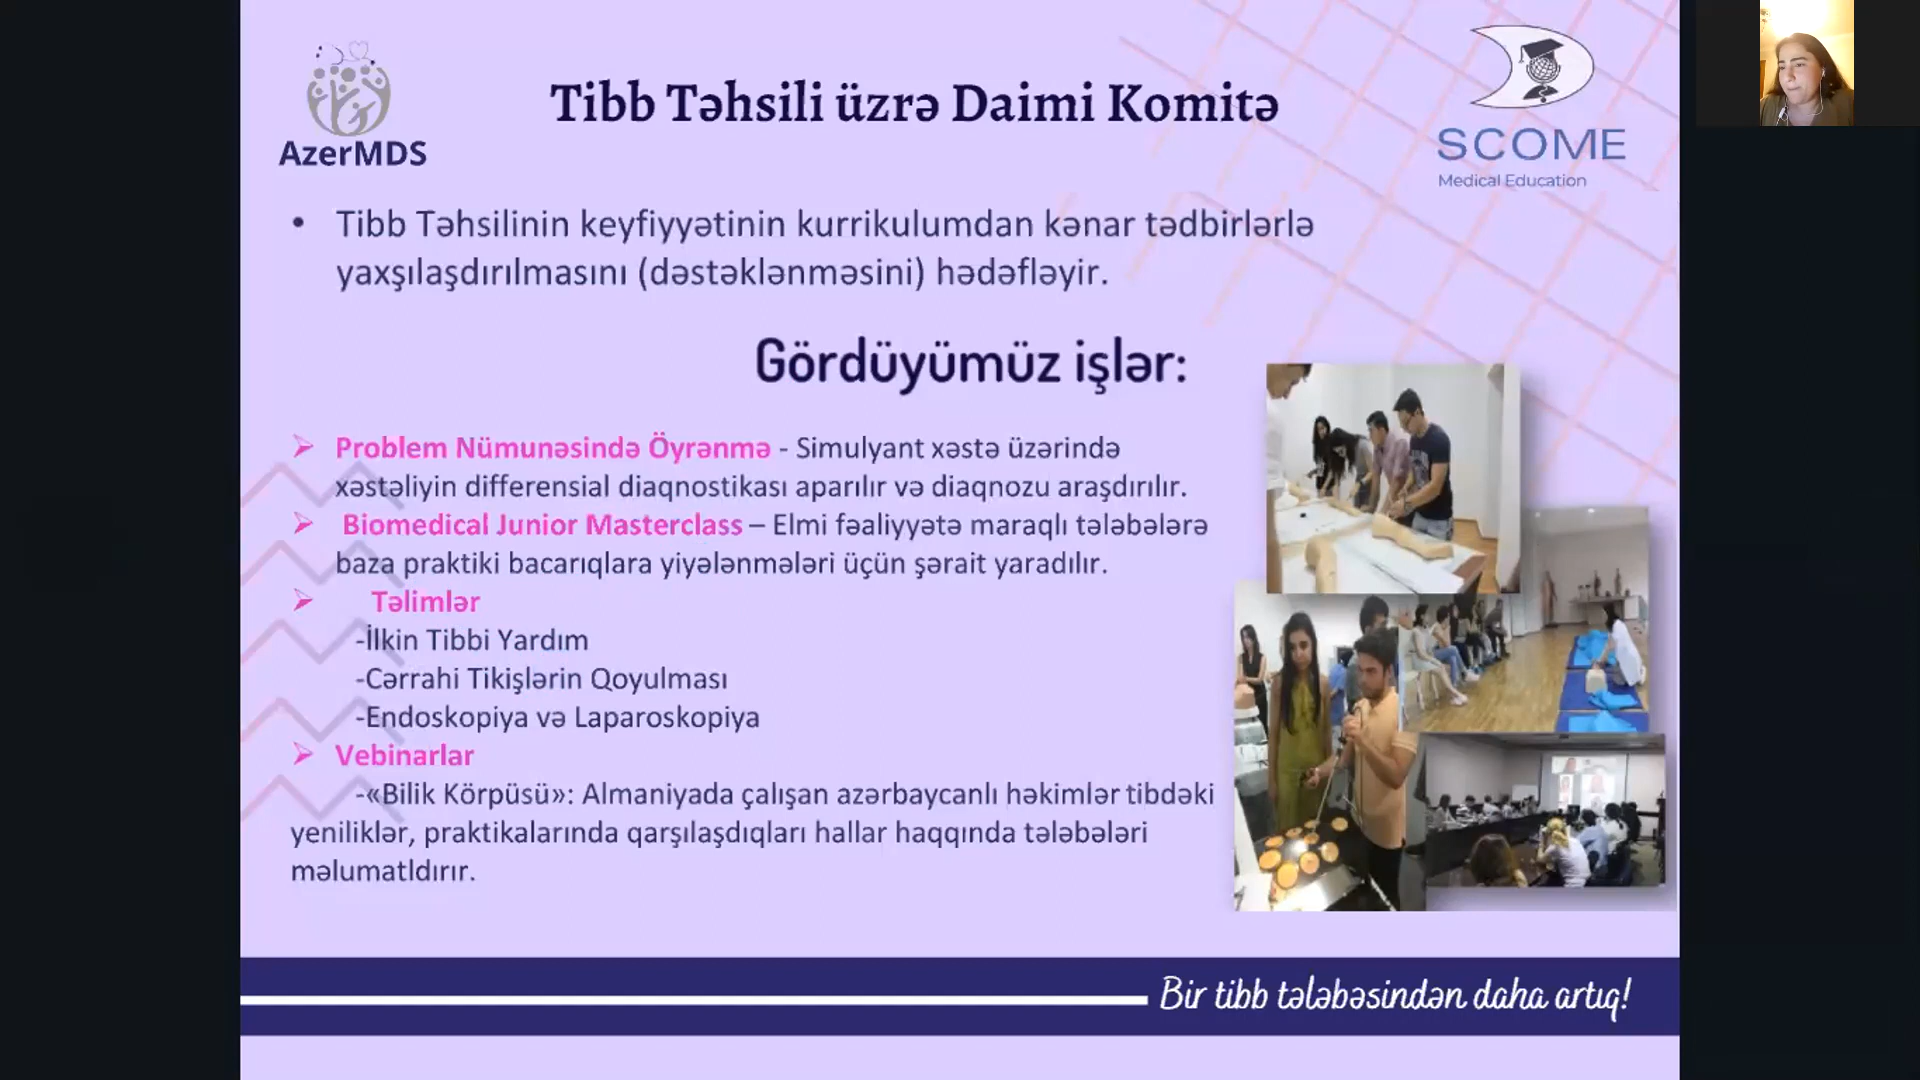 AzerMDS
Tibb Təhsili üzrə Daimi Komitə
SCOME
Medical Education
• Tibb Təhsilinin keyfiyyətinin kurrikulumdan kənar tədbirlərlə
yaxşılaşdırılmasını (dəstəklənməsini) hədəfləyir.
Gördüyümüz işlər:
➢ Problem Nümunəsində Öyrənmə - Simulyant xəstə üzərində
xəstəliyin differensial diaqnostikası aparılır və diaqnozu araşdırılır.
➢ Biomedical Junior Masterclass – Elmi fəaliyyətə maraqlı tələbələrə
baza praktiki bacarıqlara yiyələnmələri üçün şərait yaradılır.
➢ Təlimlər
-İlkin Tibbi Yardım
-Cərrahi Tikişlərin Qoyulması
-Endoskopiya və Laparoskopiya
➢ Vebinarlar
-«Bilik Körpüsü»: Almaniyada çalışan azərbaycanlı həkimlər tibdəki
yeniliklər, praktikalarında qarşılaşdıqları hallar haqqında tələbələri
məlumatldırır.
Bir tibb tələbəsindən daha artıq!